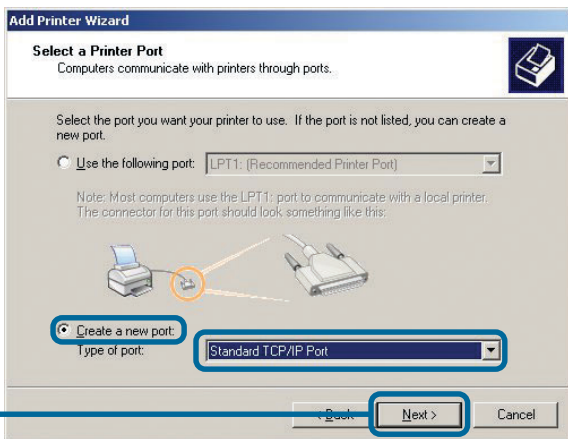 Add Printer Wizard
Select a Printer Port
Computers communicate with printers through ports.
Select the port you want your printer to use. If the port is not listed, you can create a
new port.
Use the following port: LPT1: (Recommended Printer Port)
Note: Most computers use the LPT1: port to communicate with a local printer.
The connector for this port should look something like this:
Create a new port:
Type of port: Standard TCP/IP Port
< Back Next > Cancel